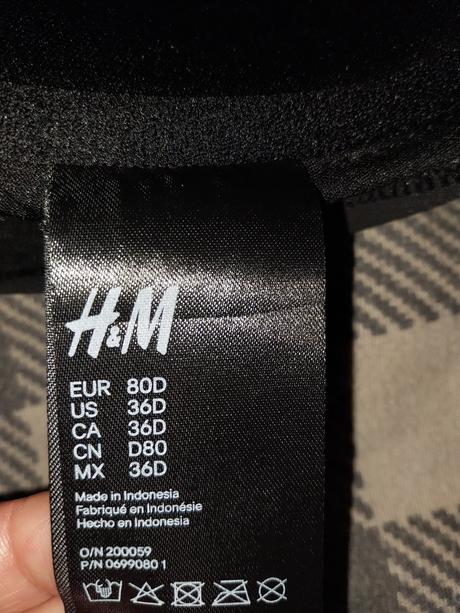 H&M
EUR 80D
US 36D
CA 36D
CN D80
MX 36D
Made in Indonesia
Fabriqué en Indonésie
Hecho en Indonesia
O/N 200059
P/N 0699080 1